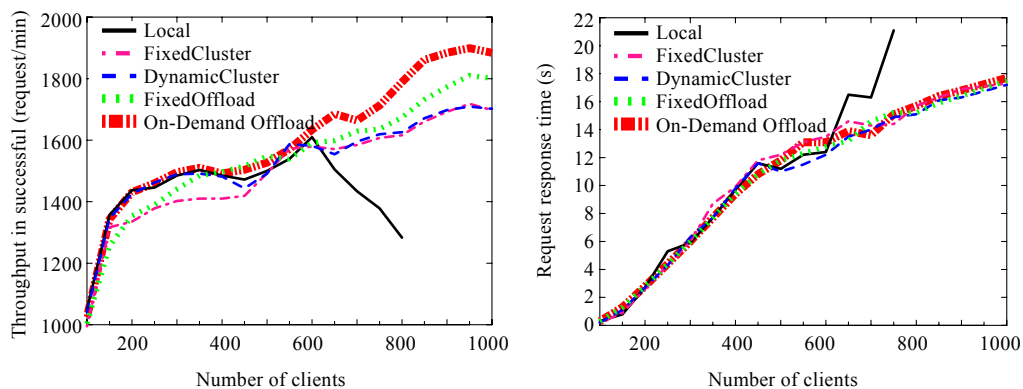 Throughput in successful (request/min)
2000
1800
1600
1400
1200
1000
Local
FixedCluster
DynamicCluster
FixedOffload
On-Demand Offload
200 400 600 800 1000
Number of clients
Request response time (s)
22
20
18
16
14
12
10
8
6
4
2
0
Local
FixedCluster
DynamicCluster
FixedOffload
On-Demand Offload
200 400 600 800 1000
Number of clients